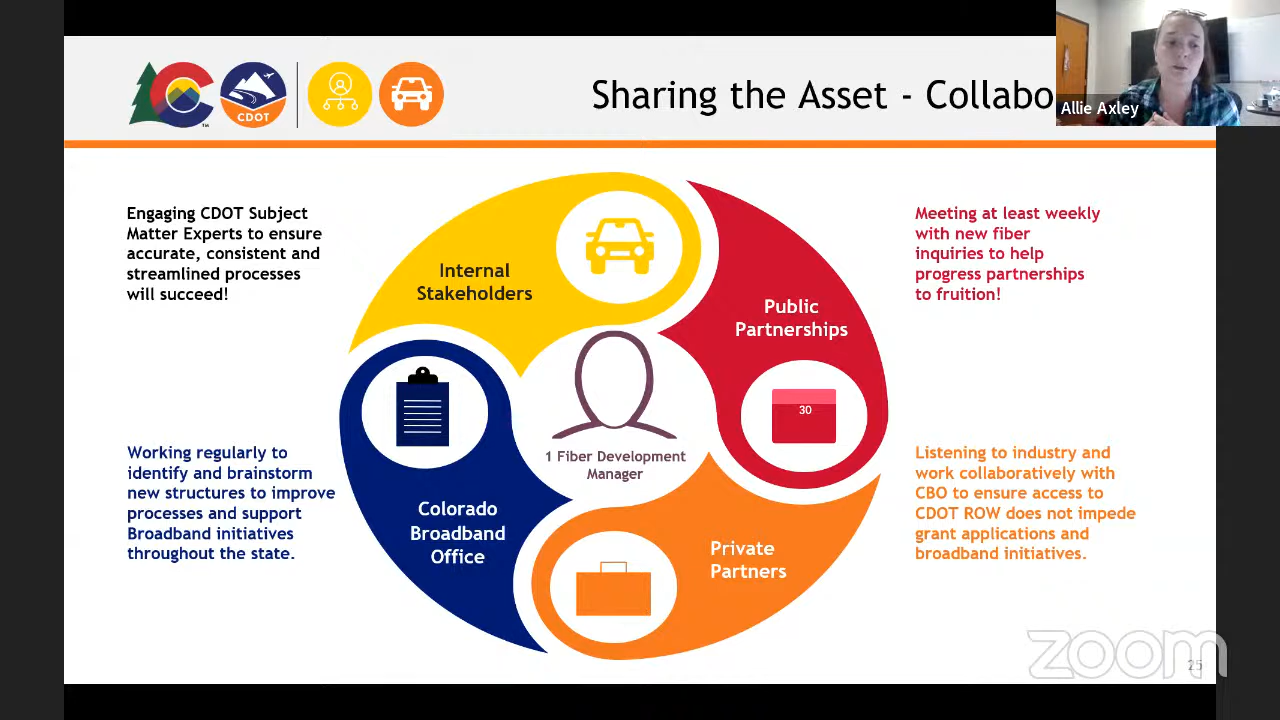 CDOT
Sharing the Asset - Collabo
Allie Axley
Engaging CDOT Subject
Matter Experts to ensure
accurate, consistent and
streamlined processes
will succeed!
Internal
Stakeholders
Public
Partnerships
Meeting at least weekly
with new fiber
inquiries to help
progress partnerships
to fruition!
30
1 Fiber Development
Manager
Working regularly to
identify and brainstorm
new structures to improve
processes and support
Broadband initiatives
throughout the state.
Colorado
Broadband
Office
Private
Partners
Listening to industry and
work collaboratively with
CBO to ensure access to
CDOT ROW does not impede
grant applications and
broadband initiatives.
zoom
25